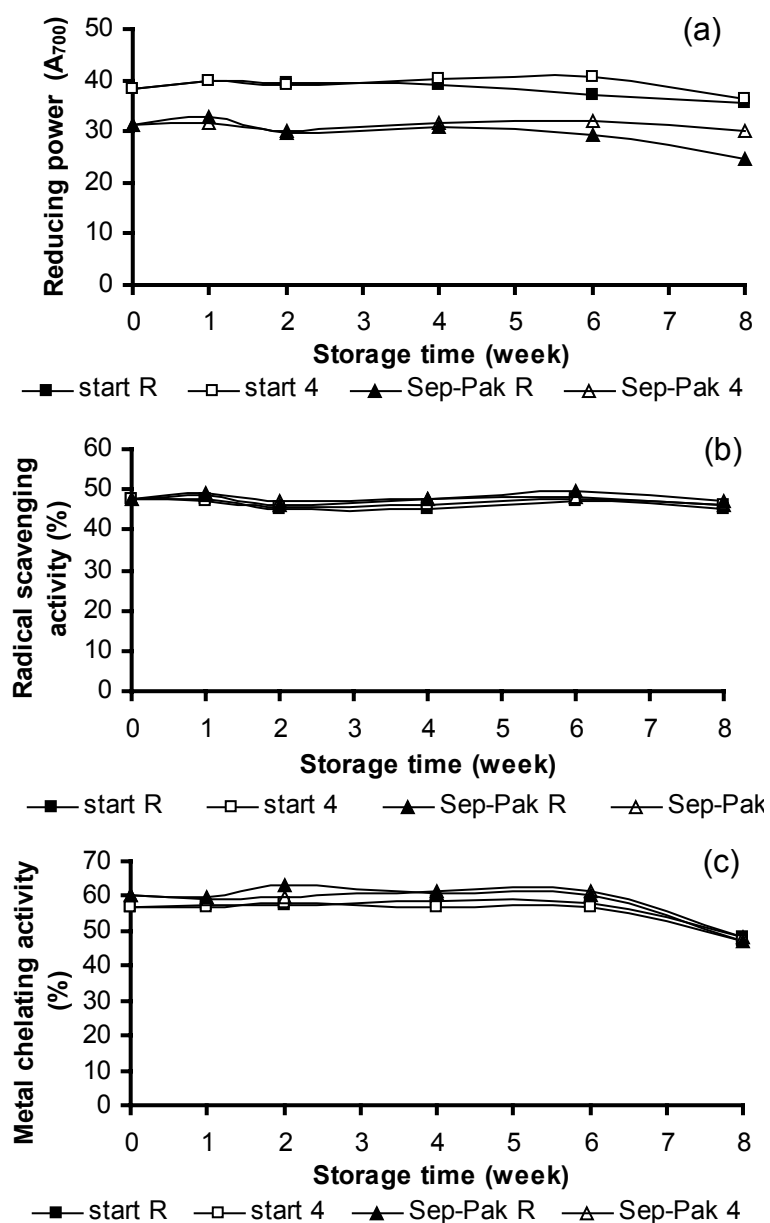 (a)
Reducing power (A700)
50
40
30
20
10
0
0 1 2 3 4 5 6 7 8
Storage time (week)
start R start 4 Sep-Pak R Sep-Pak 4
(b)
Radical scavenging
activity (%)
60
50
40
30
20
10
0
0 1 2 3 4 5 6 7 8
Storage time (week)
start R start 4 Sep-Pak R Sep-Pak
(c)
Metal chelating activity
(%)
70
60
50
40
30
20
10
0
0 1 2 3 4 5 6 7 8
Storage time (week)
start R start 4 Sep-Pak R Sep-Pak 4